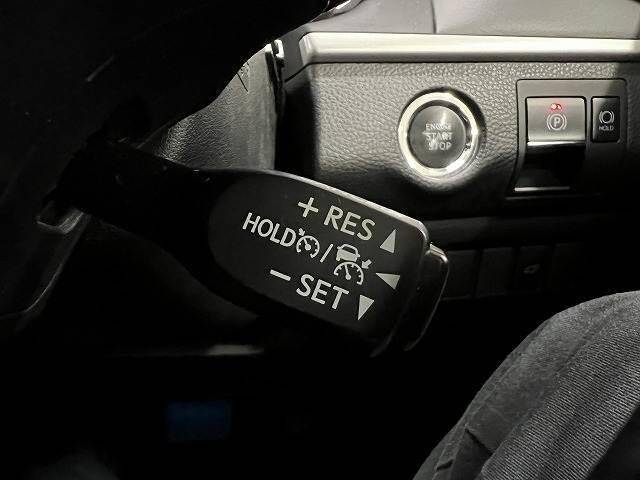 ENGINE
START
STOP
P
HOLD
+ RES
HOLD /
− SET